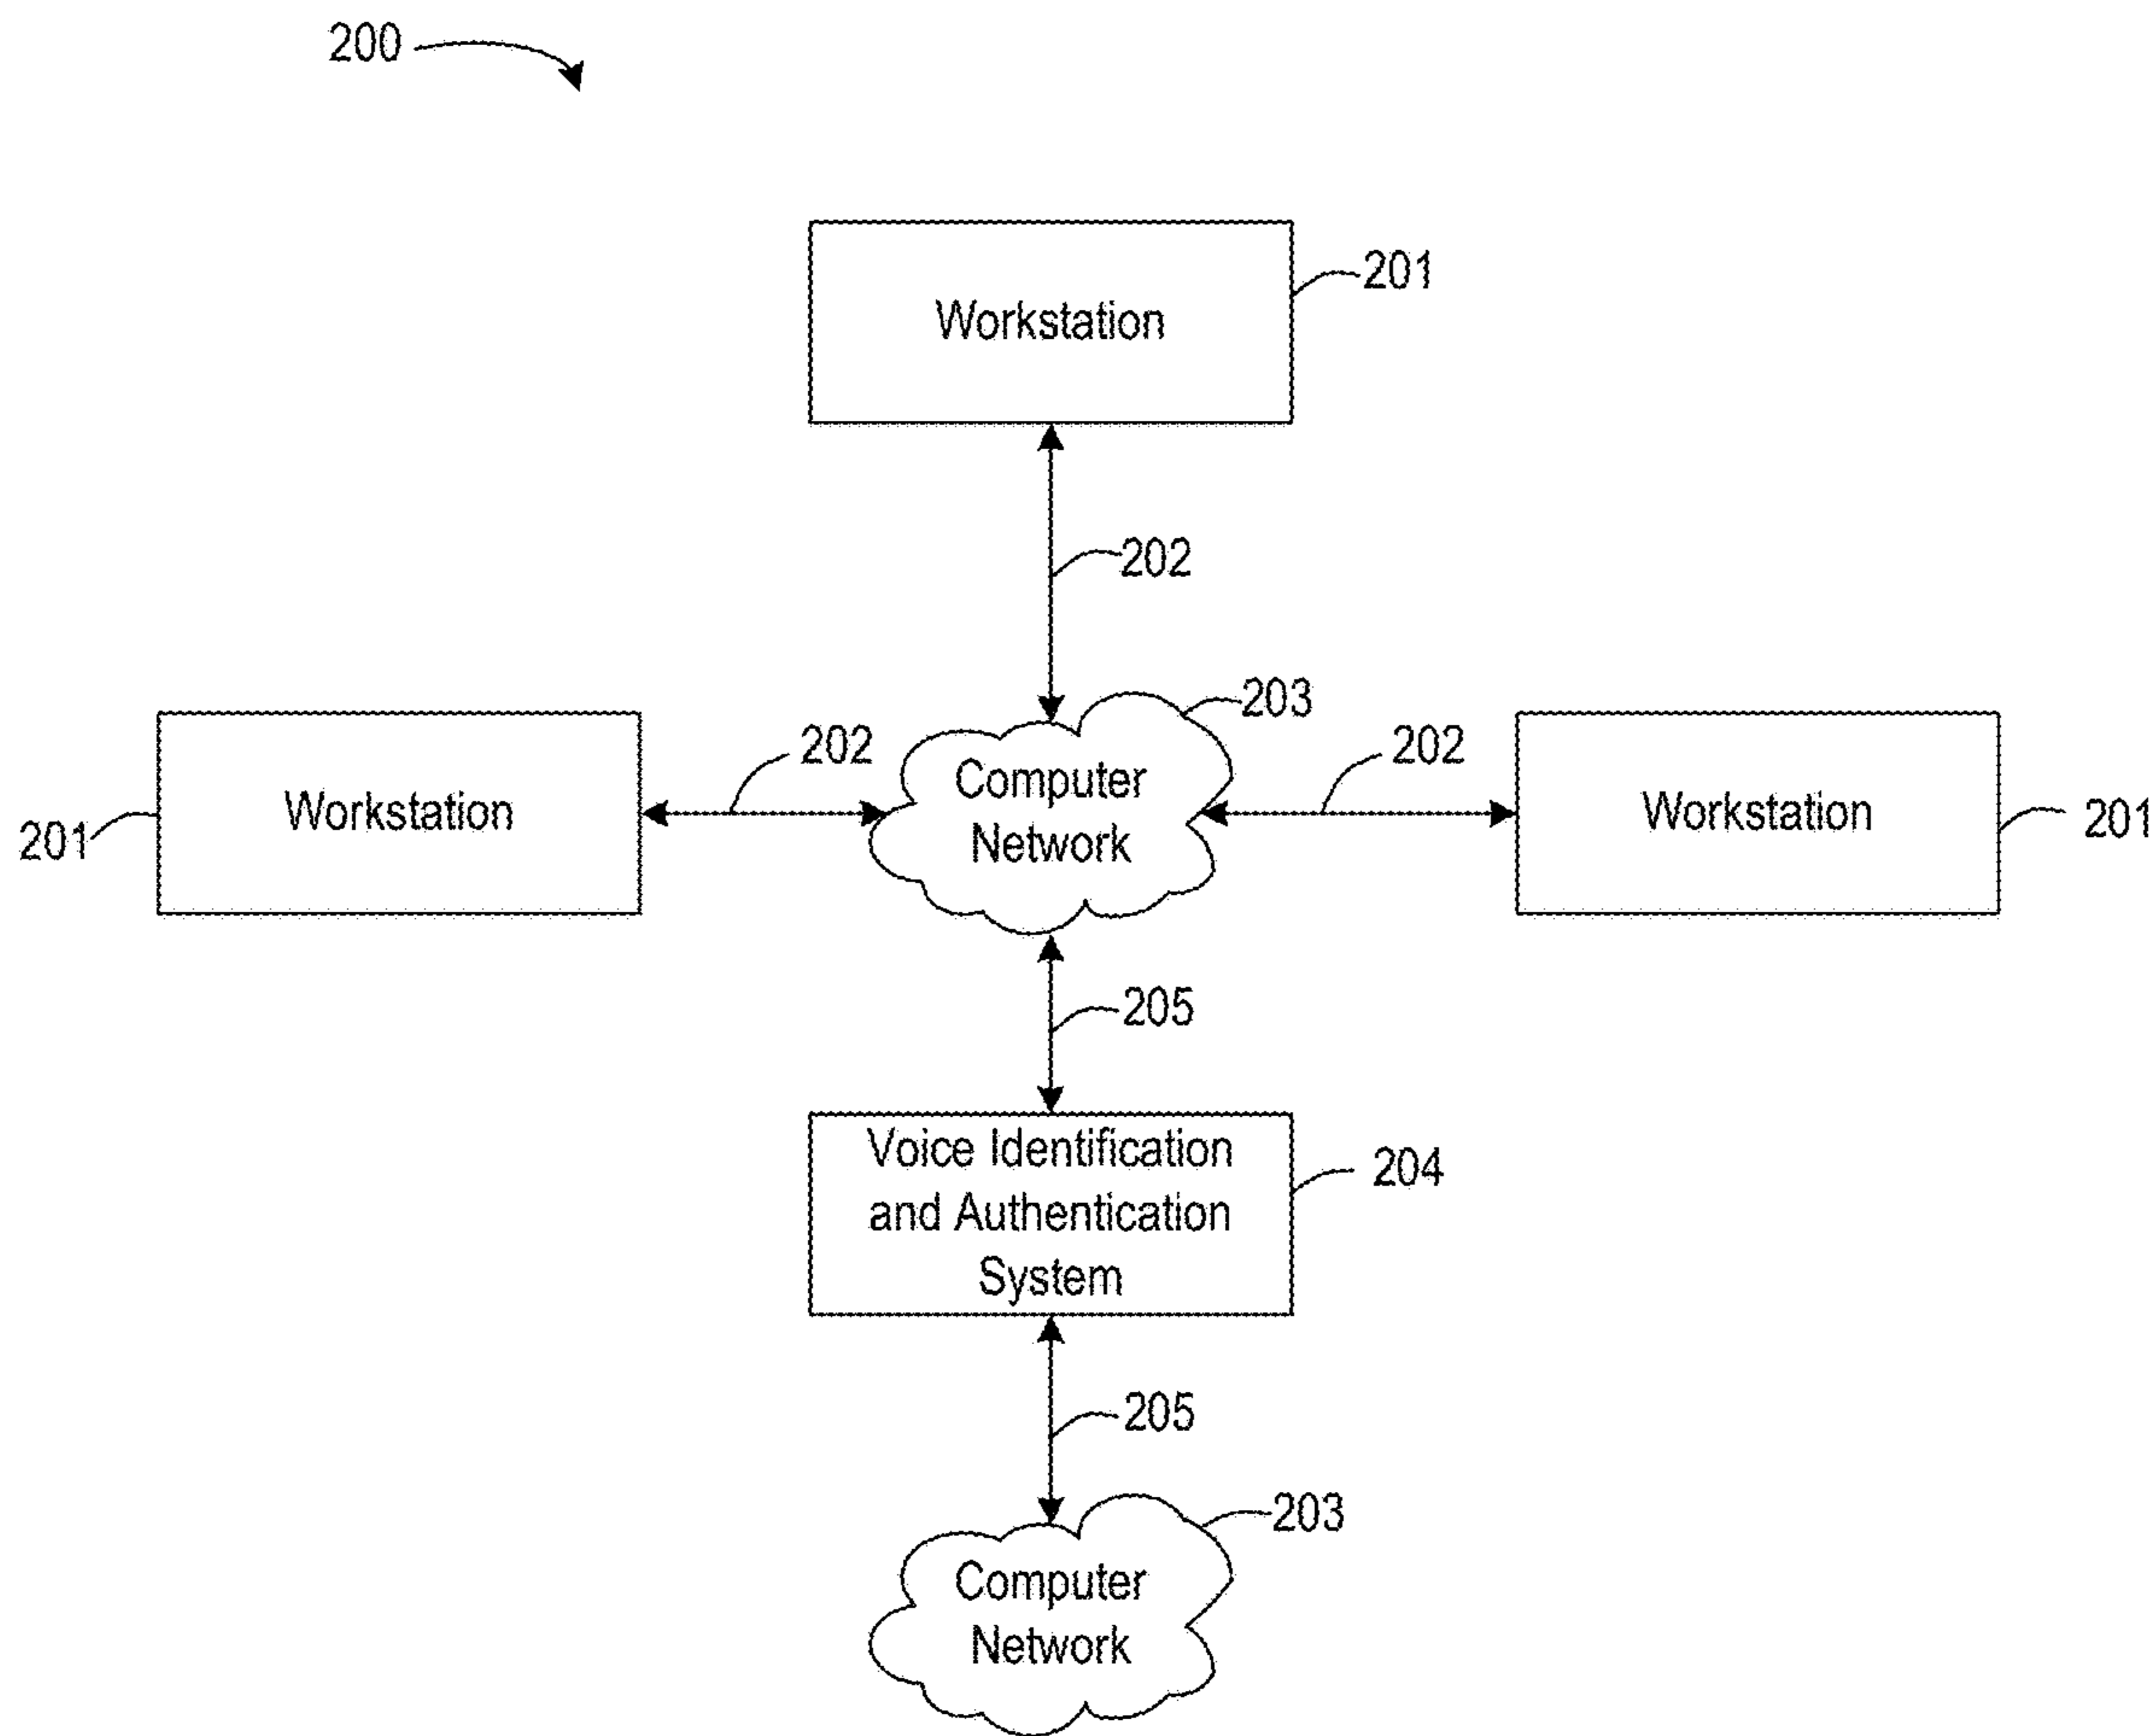 200
Workstation
201
202
203
Workstation
201
202
Computer
Network
202
Workstation
201
205
Voice Identification
and Authentication
System
204
205
203
Computer
Network